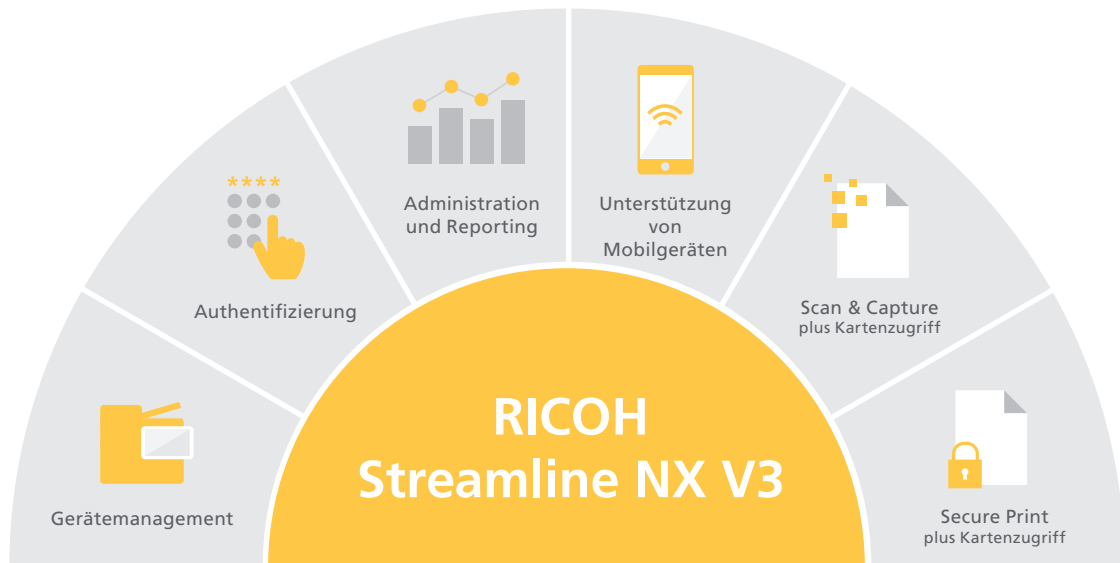 ****
Administration
und Reporting
Unterstützung
von
Mobilgeräten
Authentifizierung
Scan & Capture
plus Kartenzugriff
RICOH
Streamline NX V3
Gerätemanagement
Secure Print
plus Kartenzugriff